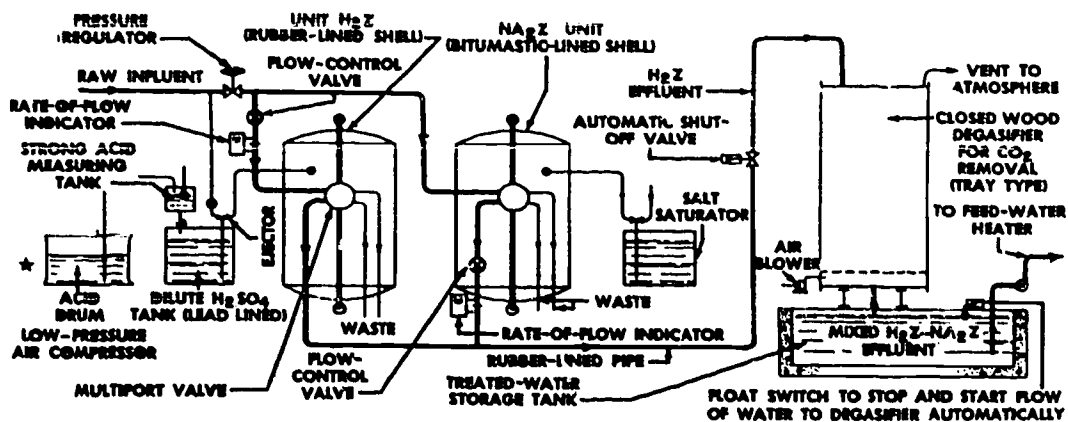 PRESSURE
REGULATOR
UNIT H2Z
(RUBBER-LINED SHELL)
NA2Z UNIT
(BITUMASTIC-LINED SHELL)
FLOW-CONTROL
VALVE
RAW INFLUENT
RATE-OF-FLOW
INDICATOR
STRONG ACID
MEASURING
TANK
H2Z
EFFLUENT
AUTOMATIC SHUT-
OFF VALVE
VENT TO
ATMOSPHERE
CLOSED WOOD
DEGASIFIER
FOR CO2
REMOVAL
(TRAY TYPE)
TO FEED-WATER
HEATER
SALT
SATURATOR
AIR
BLOWER
EJECTOR
ACID
DRUM
DILUTE H2SO4
TANK (LEAD LINED)
LOW-PRESSURE
AIR COMPRESSOR
WASTE
WASTE
RATE-OF-FLOW INDICATOR
RUBBER-LINED PIPE
MULTIPORT VALVE
FLOW-
CONTROL
VALVE
TREATED-WATER
STORAGE TANK
MIXED H2Z-NA2Z
EFFLUENT
FLOAT SWITCH TO STOP AND START FLOW
OF WATER TO DEGASIFIER AUTOMATICALLY